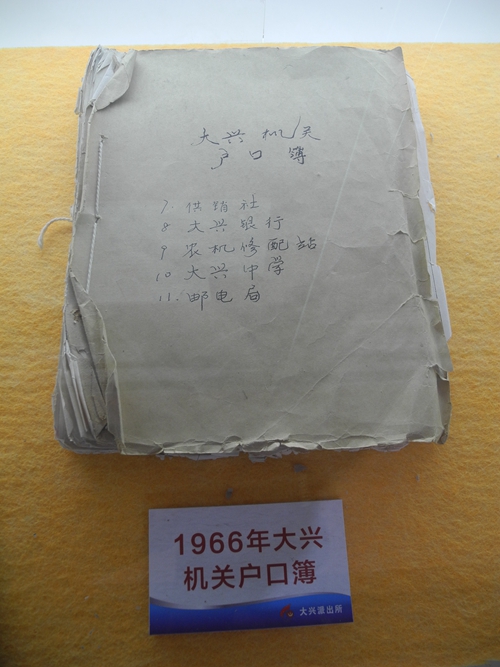 大兴机关
户口簿
7. 供销社
8 大兴银行
9 农机修配站
10 大兴中学
11. 邮电局
1966年大兴
机关户口簿
大兴派出所